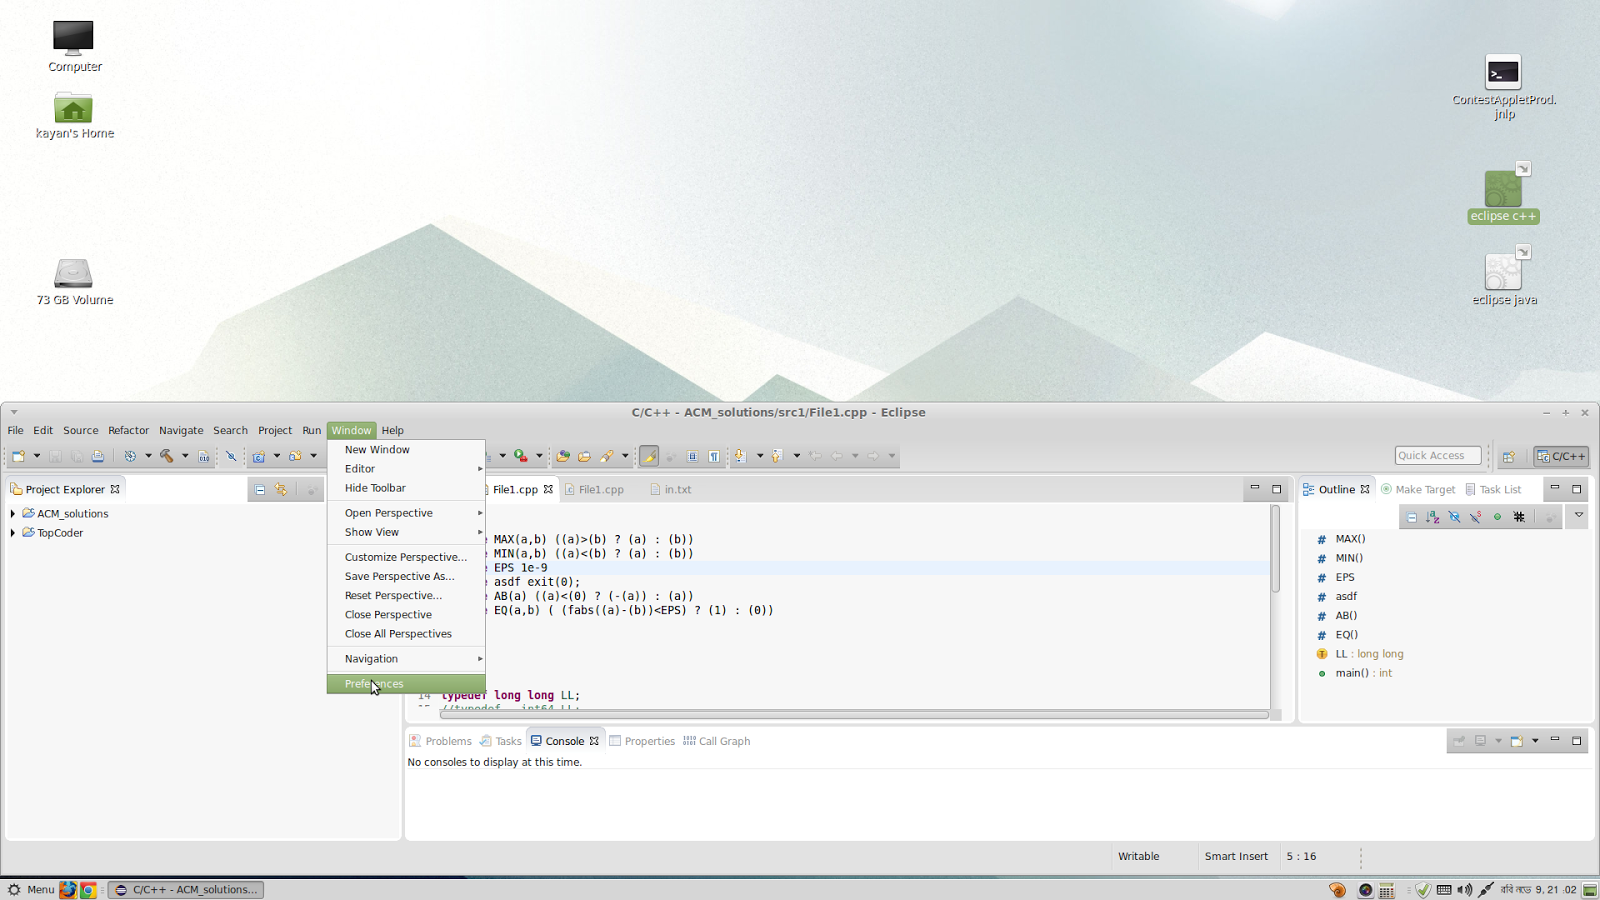 Computer
kayan's Home
73 GB Volume
ContestAppletProd.
jnlp
eclipse c++
eclipse java
C/C++ - ACM_solutions/src1/File1.cpp - Eclipse
File Edit Source Refactor Navigate Search Project Run Window Help
Quick Access
C/C++
New Window
Editor
Hide Toolbar
Open Perspective
Show View
Customize Perspective...
Save Perspective As...
Reset Perspective...
Close Perspective
Close All Perspectives
Navigation
Preferences
Project Explorer
ACM_solutions
TopCoder
File1.cpp File1.cpp in.txt
MAX(a,b) ((a)>(b) ? (a) : (b))
MIN(a,b) ((a)<(b) ? (a) : (b))
EPS 1e-9
asdf exit(0);
AB(a) ((a)<(0) ? (-(a)) : (a))
EQ(a,b) ( (fabs((a)-(b))<EPS) ? (1) : (0))
14 typedef long long LL;
Outline Make Target Task List
MAX()
MIN()
EPS
asdf
AB()
EQ()
LL : long long
main() : int
Problems Tasks Console Properties Call Graph
No consoles to display at this time.
Writable Smart Insert 5 : 16
Menu C/C++ - ACM_solutions... রবি নভে 9, 21 :02